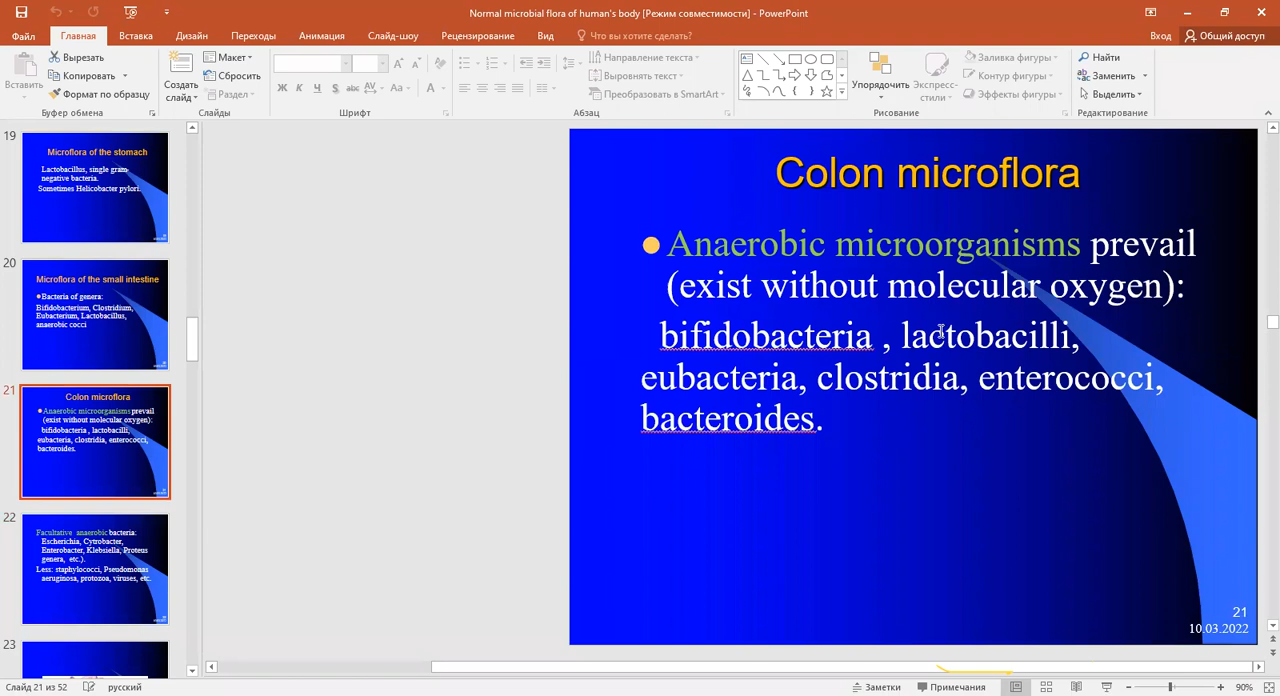 Normal microbial flora of human's body [Режим совместимости] - PowerPoint
Файл Главная Вставка Дизайн Переходы Анимация Слайд-шоу Рецензирование Вид Что вы хотите сделать? Вход Общий доступ
Вставить
Вырезать
Копировать
Формат по образцу
Буфер обмена
Создать слайд
Макет
Сбросить
Раздел
Слайды
Ж К Ч S abc AV Aa А
Шрифт
Направление текста
Выровнять текст
Преобразовать в SmartArt
Абзац
Упорядочить
Экспресс-стили
Заливка фигуры
Контур фигуры
Эффекты фигуры
Рисование
Найти
Заменить
Выделить
Редактирование
19
Microflora of the stomach
Lactobacillus, single gram-
negative bacteria.
Sometimes Helicobacter pylori.
20
Microflora of the small intestine
Bacteria of genera:
Bifidobacterium, Clostridium,
Eubacterium, Lactobacillus,
anaerobic cocci
21
Colon microflora
Anaerobic microorganisms prevail
(exist without molecular oxygen):
bifidobacteria , lactobacilli,
eubacteria, clostridia, enterococci,
bacteroides.
22
Facultative anaerobic bacteria:
Escherichia, Cytrobacter,
Enterobacter, Klebsiella, Proteus
genera, etc.).
Less: staphylococci, Pseudomonas
aeruginosa, protozoa, viruses, etc.
23
Colon microflora
Anaerobic microorganisms prevail
(exist without molecular oxygen):
bifidobacteria , lactobacilli,
eubacteria, clostridia, enterococci,
bacteroides.
21
10.03.2022
Слайд 21 из 52 русский Заметки Примечания 90%